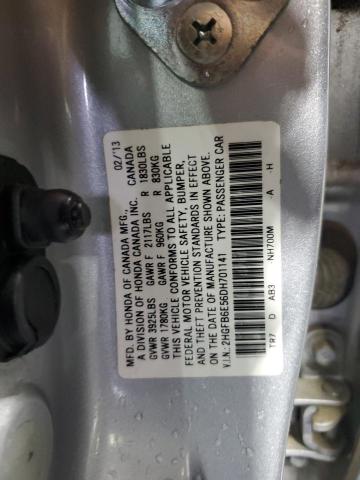 MFD. BY HONDA OF CANADA MFG., 02/13
A DIVISION OF HONDA CANADA INC. CANADA
GVWR 3925LBS GAWR F 2117LBS R 1830LBS
GVWR 1780KG GAWR F 960KG R 830KG
THIS VEHICLE CONFORMS TO ALL APPLICABLE
FEDERAL MOTOR VEHICLE SAFETY, BUMPER,
AND THEFT PREVENTION STANDARDS IN EFFECT
ON THE DATE OF MANUFACTURE SHOWN ABOVE.
V.I.N.: 2HGFB6E56DH701141 TYPE: PASSENGER CAR
TR7 D AB3 NH700M A -H